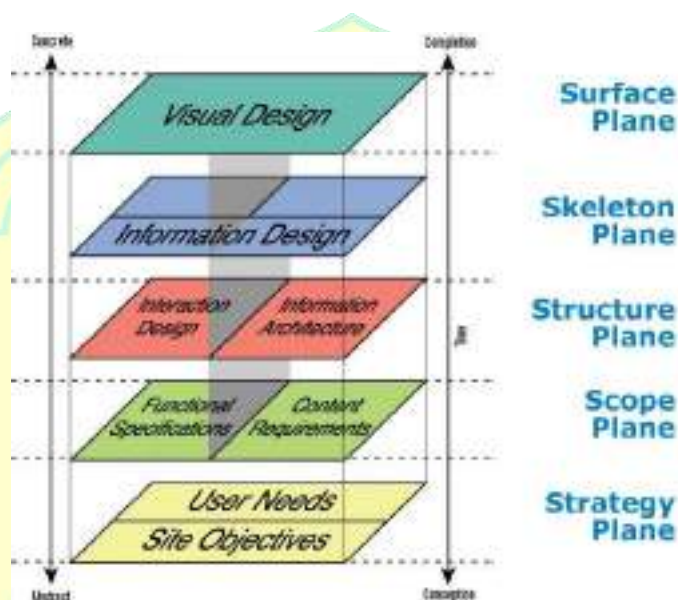 Concrete
Completion
Visual Design
Surface
Plane
Information Design
Skeleton
Plane
Interaction
Design
Information
Architecture
Structure
Plane
Time
Functional
Specifications
Content
Requirements
Scope
Plane
User Needs
Site Objectives
Strategy
Plane
Abstract
Conception